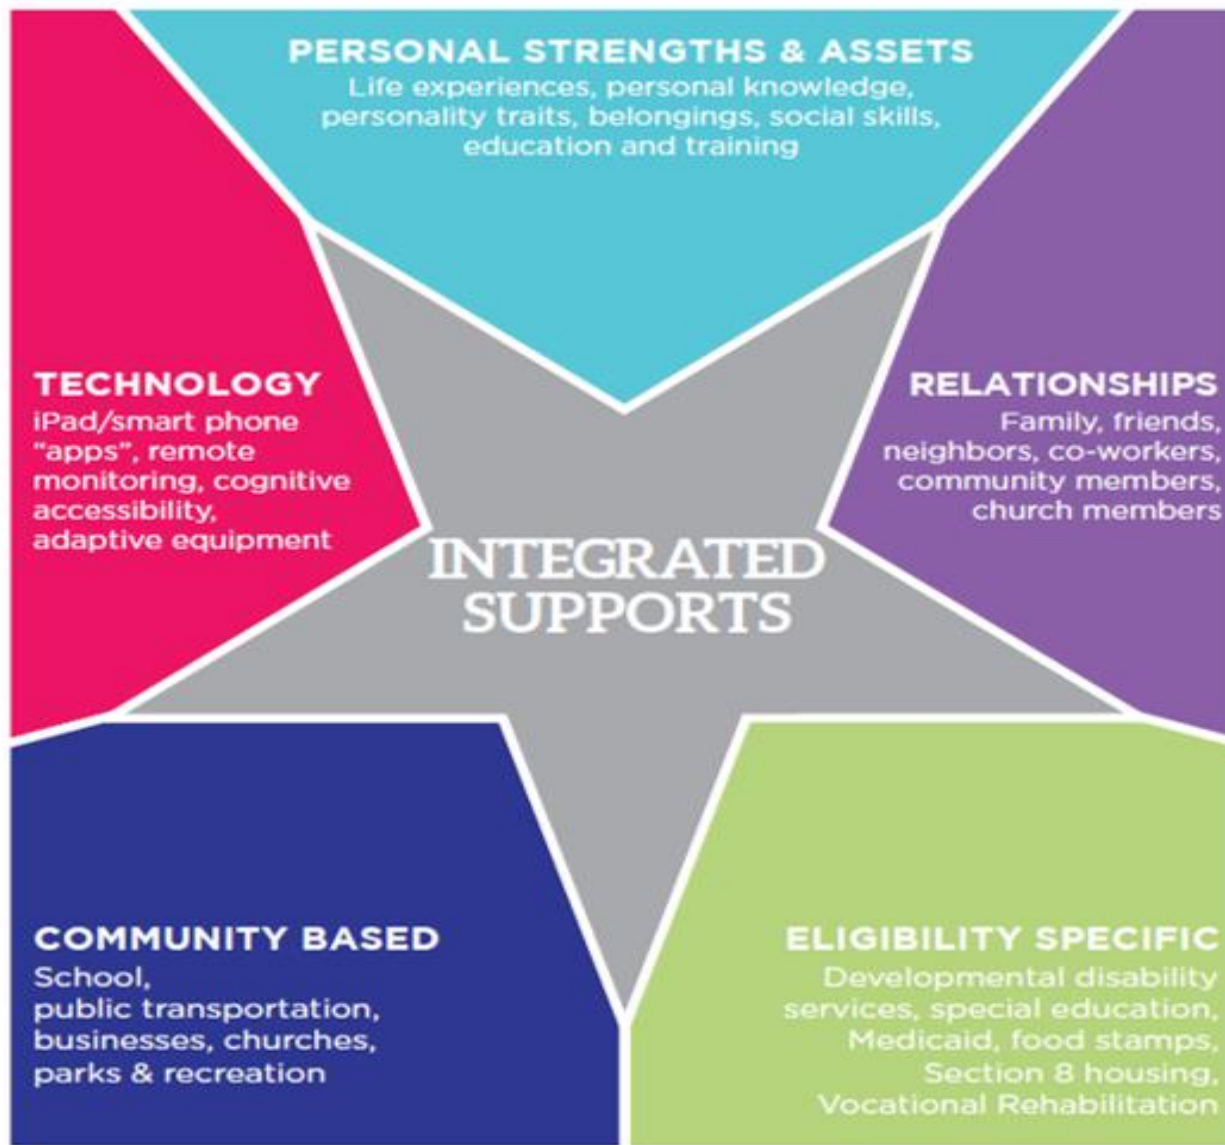 PERSONAL STRENGTHS & ASSETS
Life experiences, personal knowledge,
personality traits, belongings, social skills,
education and training
TECHNOLOGY
iPad/smart phone
“apps”, remote
monitoring, cognitive
accessibility,
adaptive equipment
RELATIONSHIPS
Family, friends,
neighbors, co-workers,
community members,
church members
INTEGRATED
SUPPORTS
COMMUNITY BASED
School,
public transportation,
businesses, churches,
parks & recreation
ELIGIBILITY SPECIFIC
Developmental disability
services, special education,
Medicaid, food stamps,
Section 8 housing,
Vocational Rehabilitation